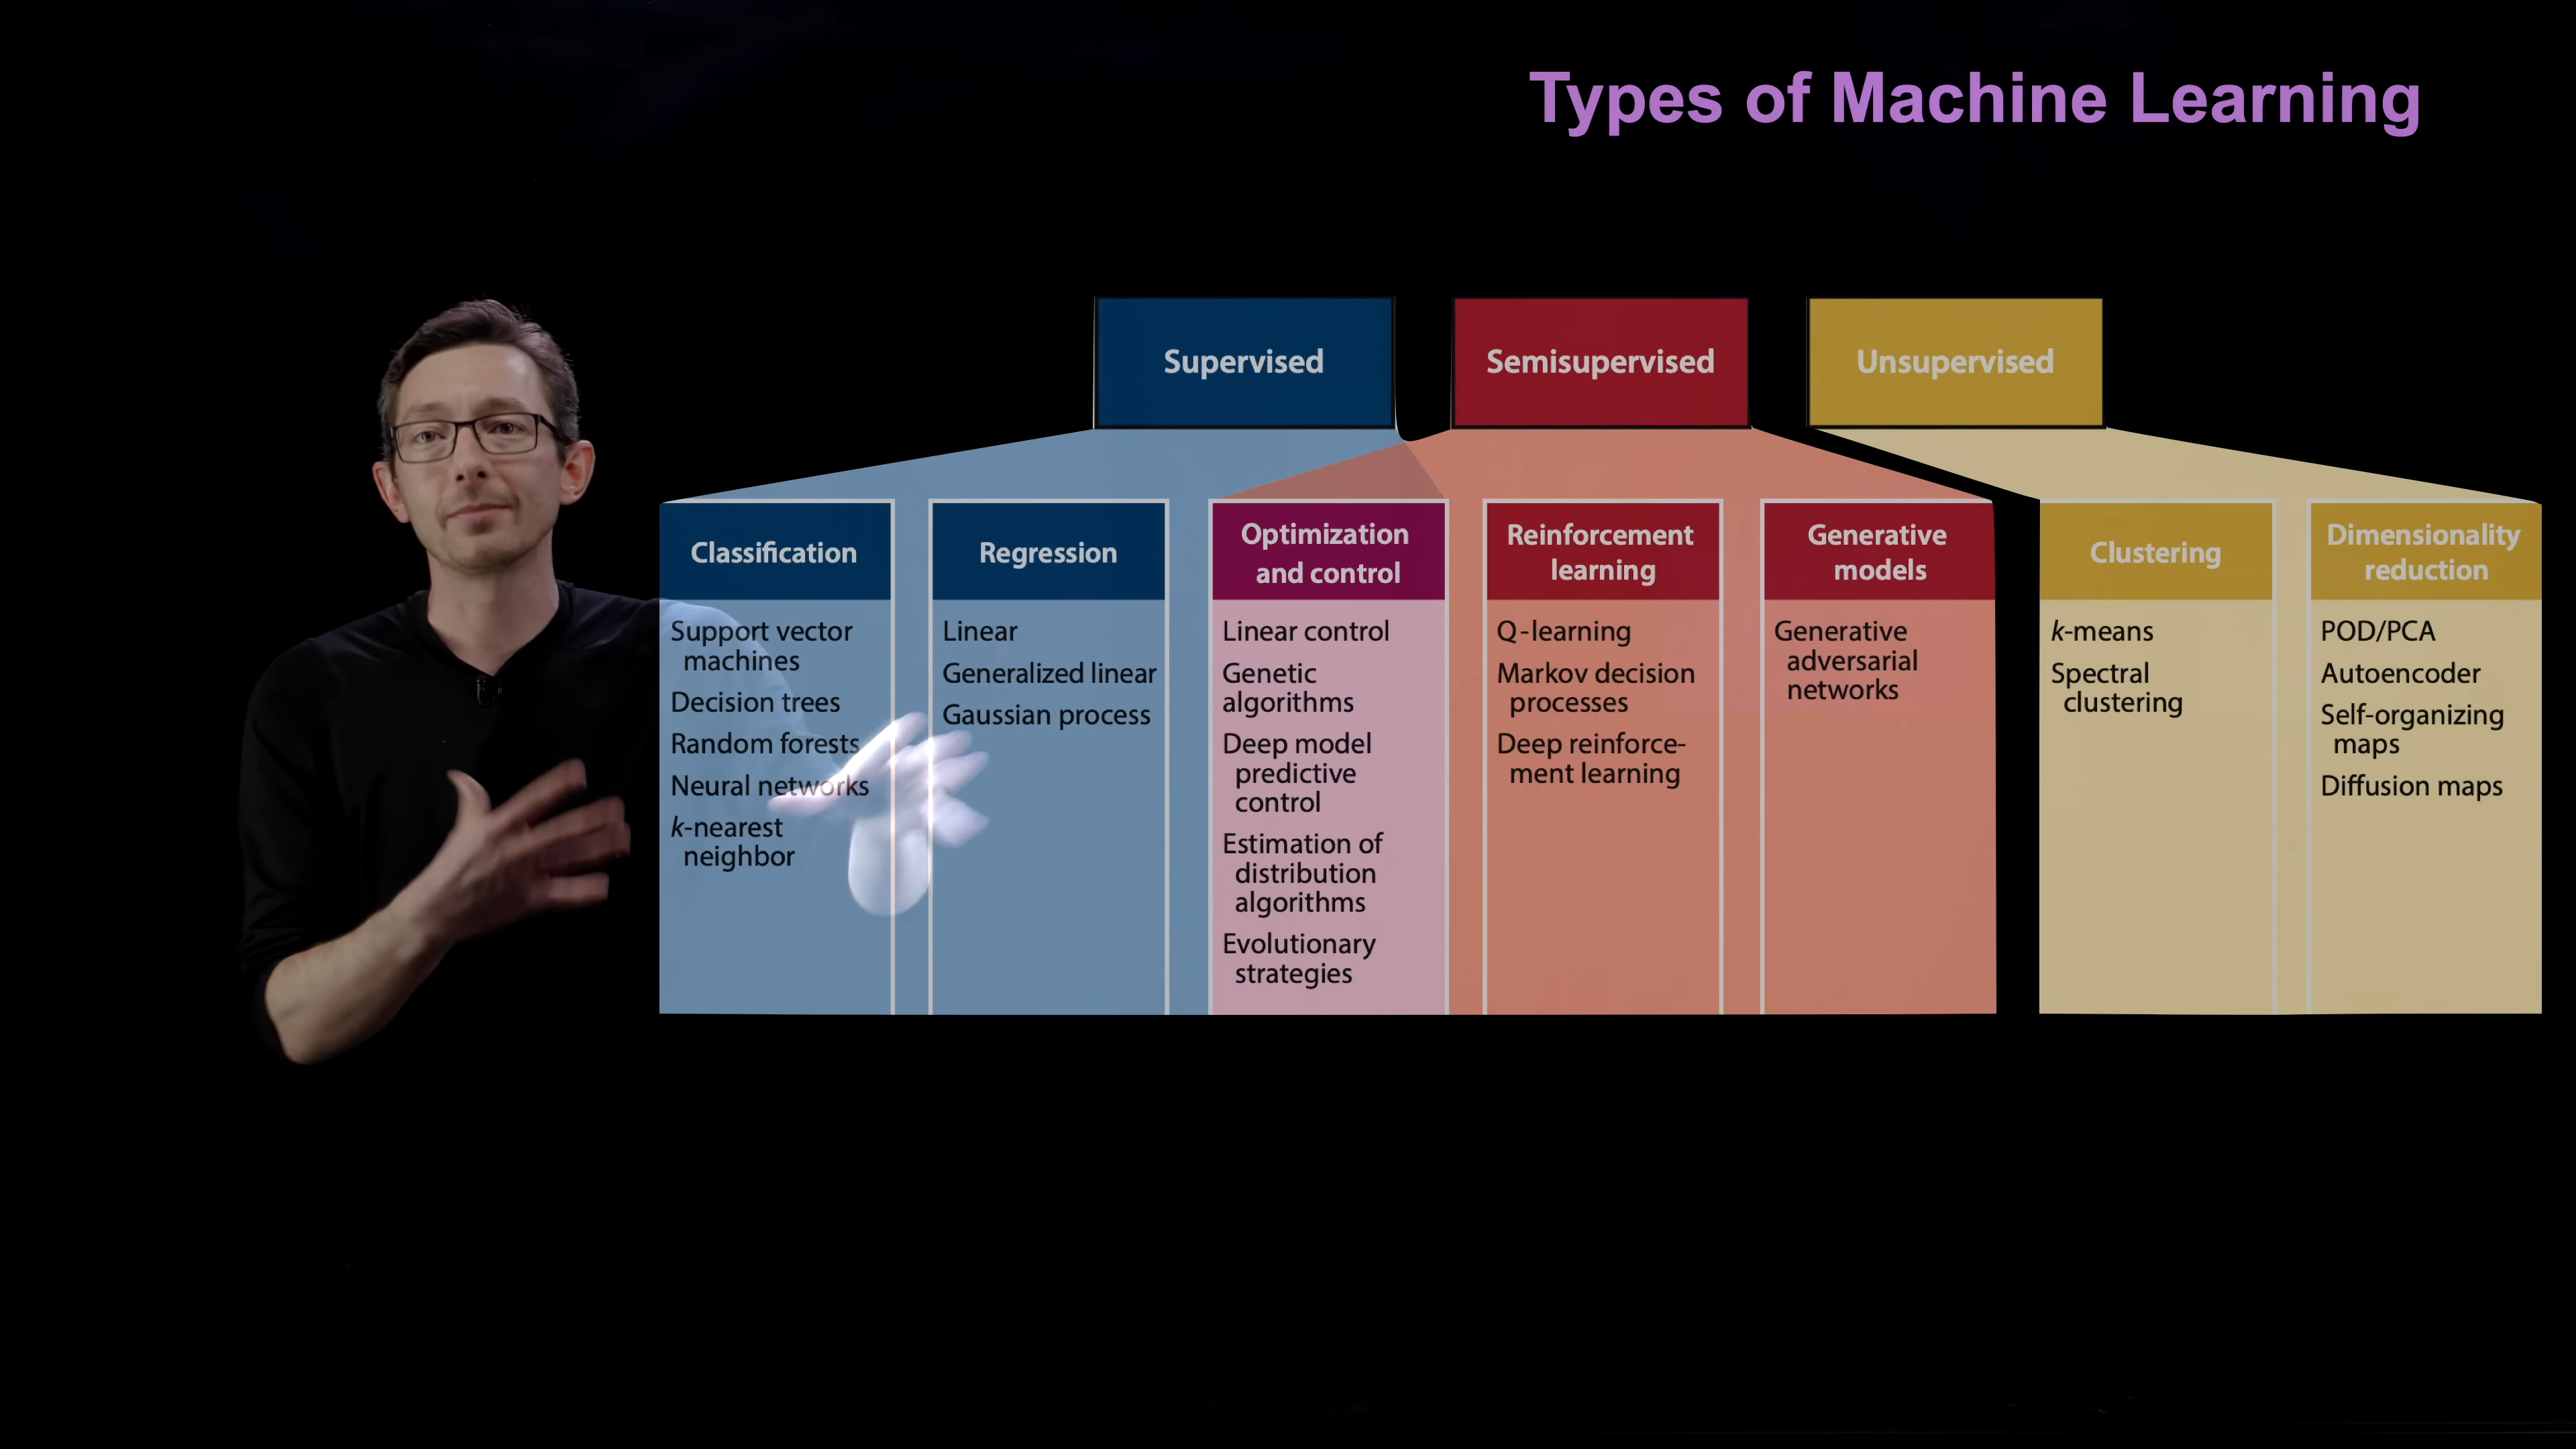 Types of Machine Learning
Supervised
Semisupervised
Unsupervised
Classification
Support vector
machines
Decision trees
Random forests
Neural networks
k-nearest
neighbor
Regression
Linear
Generalized linear
Gaussian process
Optimization
and control
Linear control
Genetic
algorithms
Deep model
predictive
control
Estimation of
distribution
algorithms
Evolutionary
strategies
Reinforcement
learning
Q-learning
Markov decision
processes
Deep reinforce-
ment learning
Generative
models
Generative
adversarial
networks
Clustering
k-means
Spectral
clustering
Dimensionality
reduction
POD/PCA
Autoencoder
Self-organizing
maps
Diffusion maps